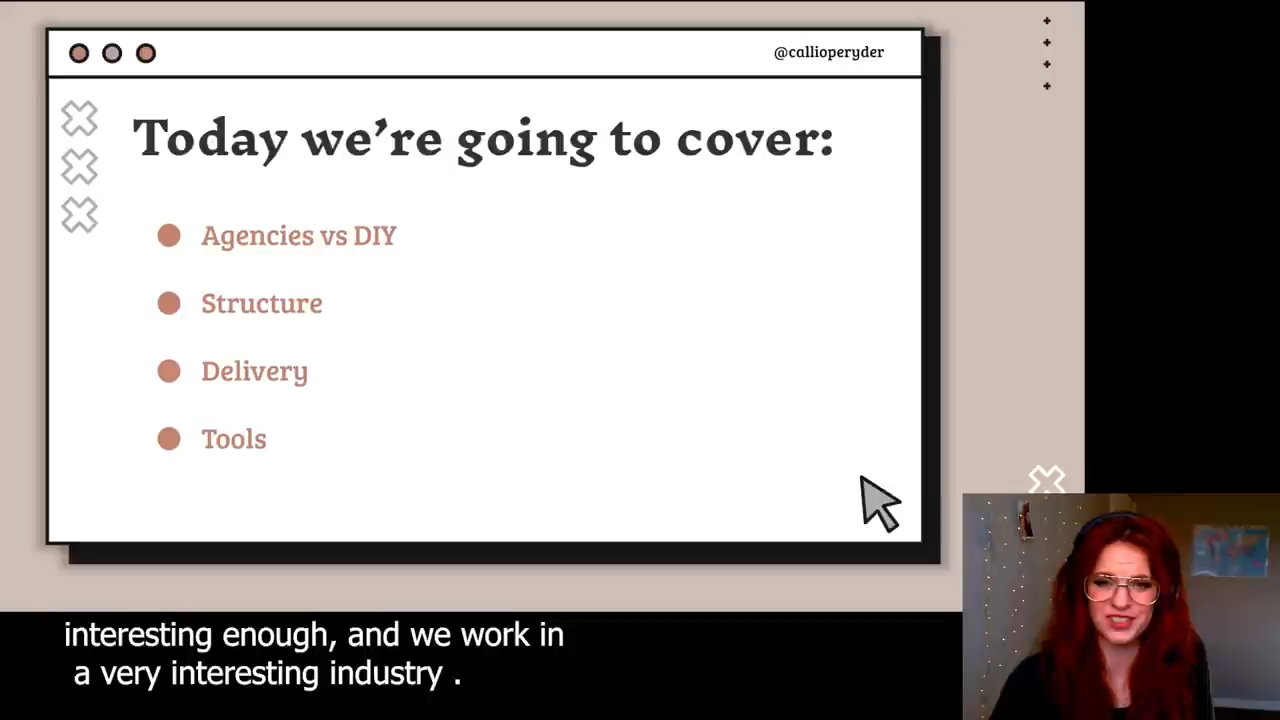 @callioperyder
Today we're going to cover:
Agencies vs DIY
Structure
Delivery
Tools
interesting enough, and we work in
a very interesting industry .